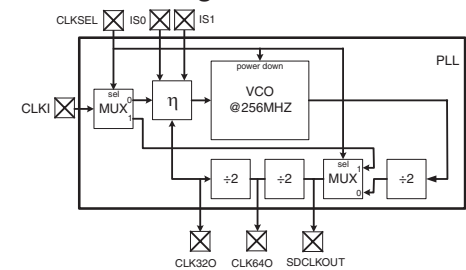 CLKSEL IS0 IS1
PLL
power down
VCO
@256MHZ
sel
MUX
0
1
η
CLKI
÷2
÷2
sel
MUX
1
0
÷2
CLK32O
CLK64O
SDCLKOUT